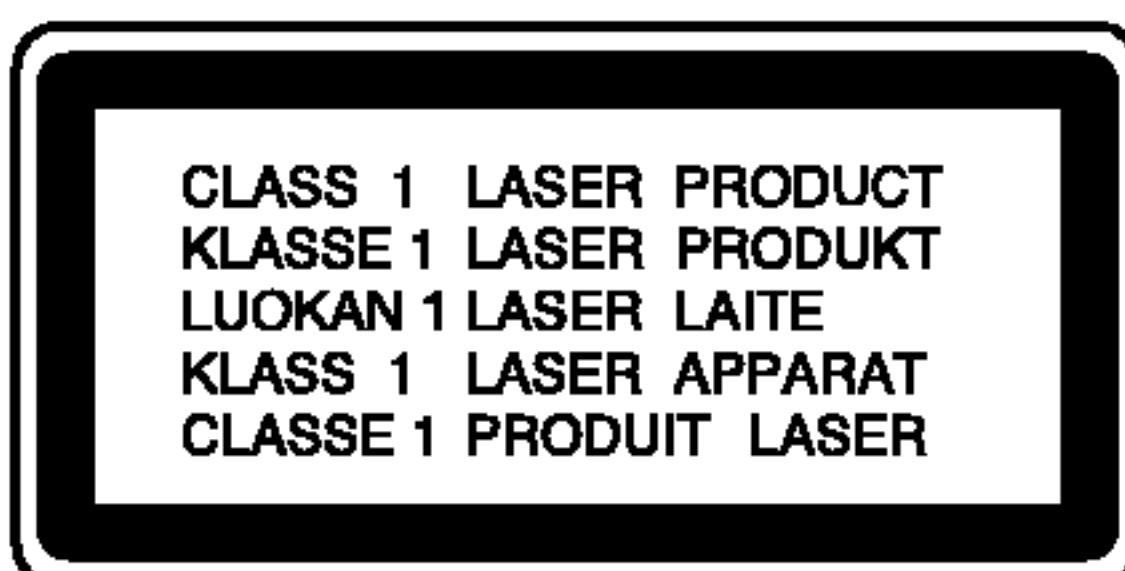 CLASS 1 LASER PRODUCT
KLASSE 1 LASER PRODUKT
LUOKAN 1 LASER LAITE
KLASS 1 LASER APPARAT
CLASSE 1 PRODUIT LASER